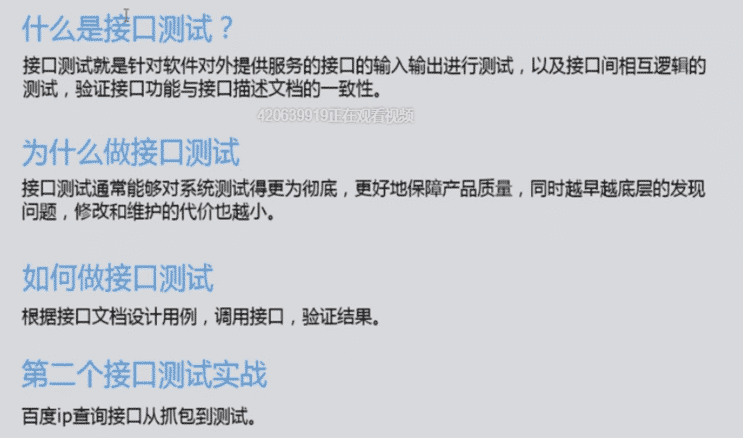 什么是接口测试？
接口测试就是针对软件对外提供服务的接口的输入输出进行测试，以及接口间相互逻辑的
测试，验证接口功能与接口描述文档的一致性。
420639919正在观看视频
为什么做接口测试
接口测试通常能够对系统测试得更为彻底，更好地保障产品质量，同时越早越底层的发现
问题，修改和维护的代价也越小。
如何做接口测试
根据接口文档设计用例，调用接口，验证结果。
第二个接口测试实战
百度ip查询接口从抓包到测试。